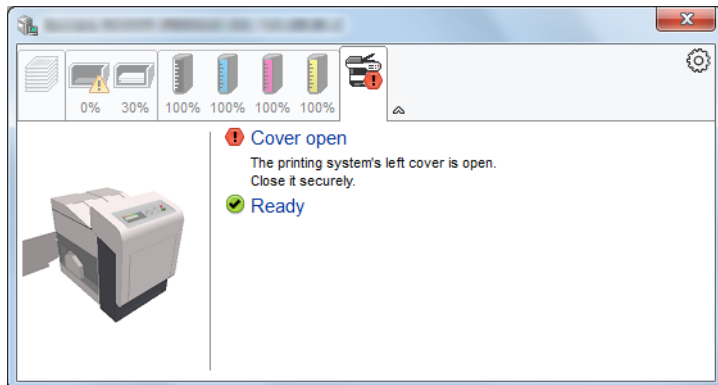 0% 30% 100% 100% 100% 100%
Cover open
The printing system's left cover is open.
Close it securely.
Ready